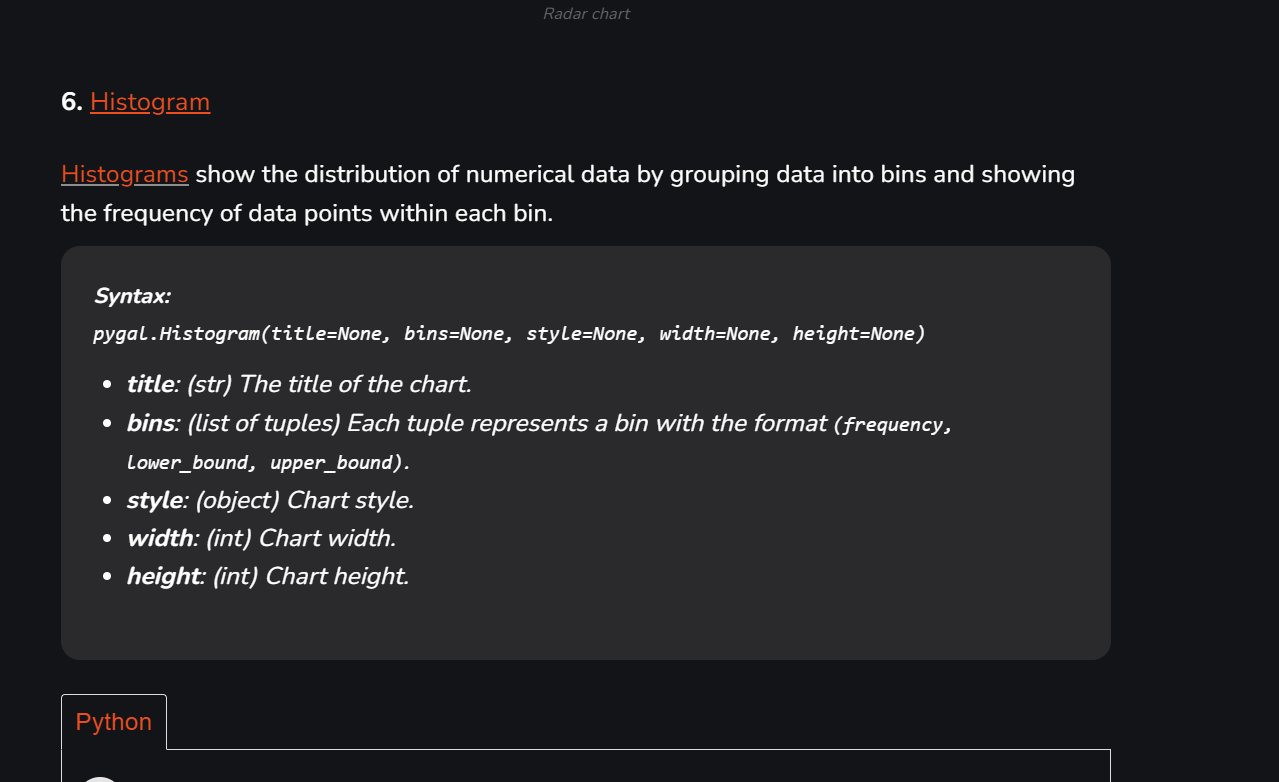 Radar chart
6. Histogram
Histograms show the distribution of numerical data by grouping data into bins and showing
the frequency of data points within each bin.
Syntax:
pygal.Histogram(title=None, bins=None, style=None, width=None, height=None)
• title: (str) The title of the chart.
• bins: (list of tuples) Each tuple represents a bin with the format (frequency,
lower_bound, upper_bound).
• style: (object) Chart style.
• width: (int) Chart width.
• height: (int) Chart height.
Python